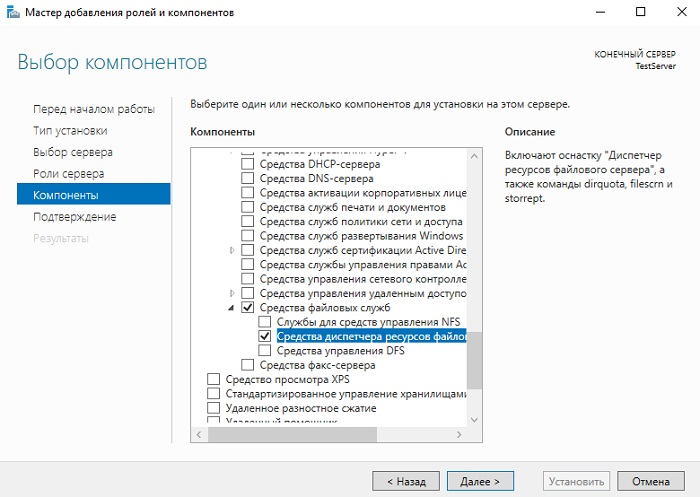 Мастер добавления ролей и компонентов
Выбор компонентов
КОНЕЧНЫЙ СЕРВЕР
TestServer
Перед началом работы
Тип установки
Выбор сервера
Роли сервера
Компоненты
Подтверждение
Результаты
Выберите один или несколько компонентов для установки на этом сервере.
Компоненты
Средства DHCP-сервера
Средства DNS-сервера
Средства активации корпоративных лице
Средства служб печати и документов
Средства служб политики сети и доступа
Средства служб развертывания Windows
Средства служб сертификации Active Dire
Средства службы управления правами Ac
Средства управления сетевого контролле
Средства управления удаленным доступо
Средства файловых служб
Службы для средств управления NFS
Средства диспетчера ресурсов файлов
Средства управления DFS
Средства факс-сервера
Средство просмотра XPS
Стандартизированное управление хранилищами
Удаленное разностное сжатие
Удаленный помощник
Описание
Включают оснастку "Диспетчер
ресурсов файлового сервера", а
также команды dirquota, filescrn и
storrept.
< Назад
Далее >
Установить
Отмена